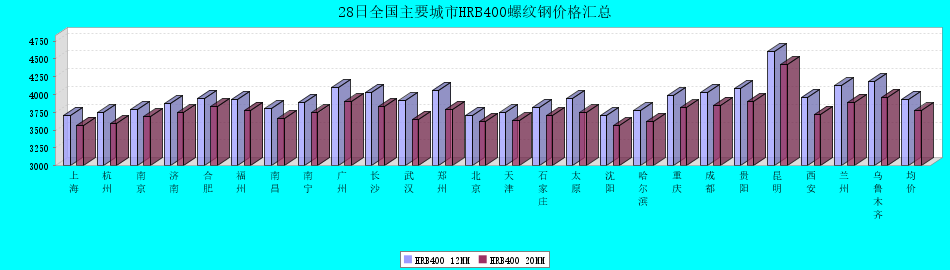 28日全国主要城市HRB400螺纹钢价格汇总
4750
4500
4250
4000
3750
3500
3250
3000
上海
杭州
南京
济南
合肥
福州
南昌
南宁
广州
长沙
武汉
郑州
北京
天津
石家庄
太原
沈阳
哈尔滨
重庆
成都
贵阳
昆明
西安
兰州
乌鲁木齐
均价
HRB400 12MM
HRB400 20MM